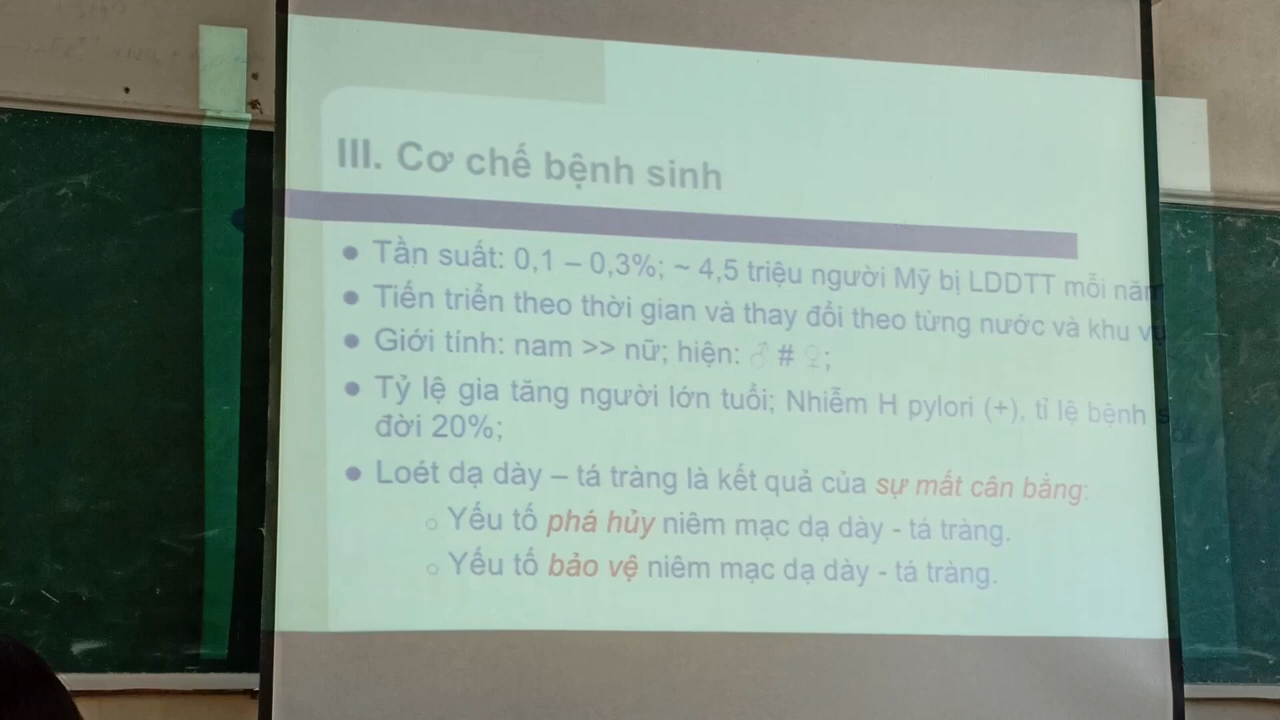 III. Cơ chế bệnh sinh
● Tần suất: 0,1 – 0,3%; ~ 4,5 triệu người Mỹ bị LDDTT mỗi năm
● Tiến triển theo thời gian và thay đổi theo từng nước và khu
● Giới tính: nam >> nữ; hiện: ♂ # ♀;
● Tỷ lệ gia tăng người lớn tuổi; Nhiễm H pylori (+), tỉ lệ bệnh
đời 20%;
● Loét dạ dày – tá tràng là kết quả của sự mất cân bằng:
○ Yếu tố phá hủy niêm mạc dạ dày - tá tràng.
○ Yếu tố bảo vệ niêm mạc dạ dày - tá tràng.